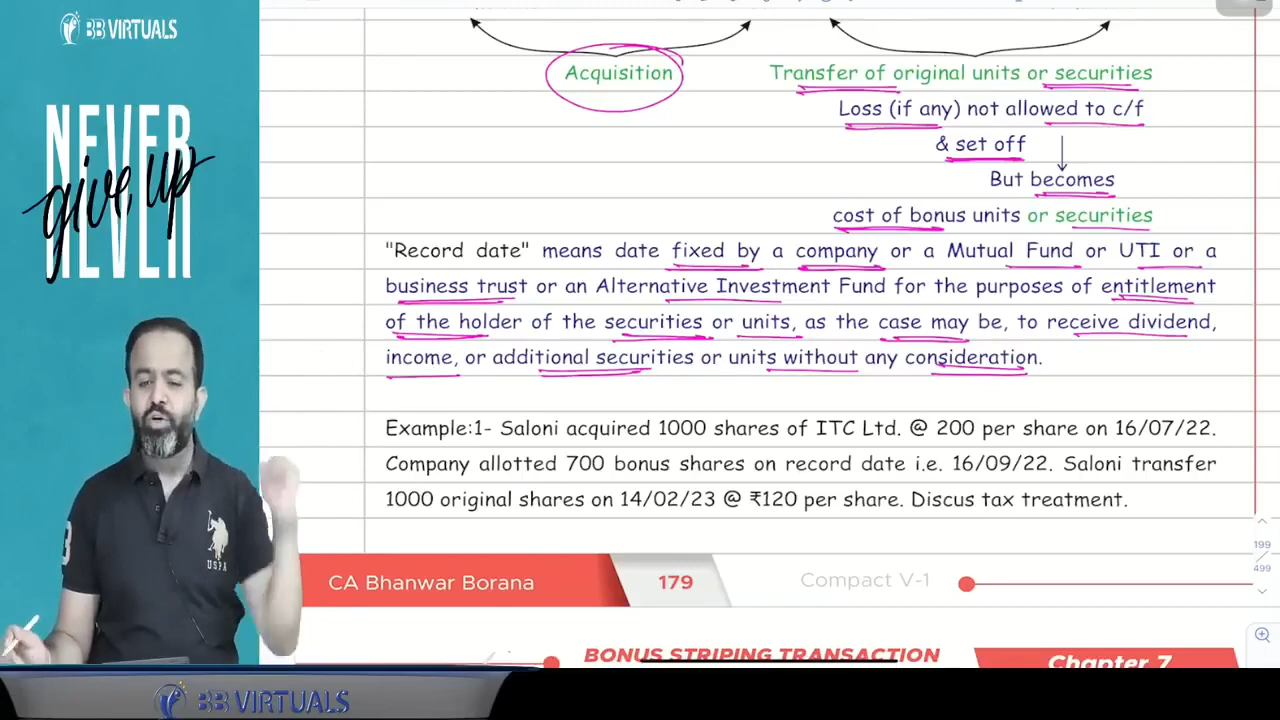 BB VIRTUALS
NEVER
give up
NEVER
Acquisition
Transfer of original units or securities
Loss (if any) not allowed to c/f
& set off
But becomes
cost of bonus units or securities
"Record date" means date fixed by a company or a Mutual Fund or UTI or a
business trust or an Alternative Investment Fund for the purposes of entitlement
of the holder of the securities or units, as the case may be, to receive dividend,
income, or additional securities or units without any consideration.
Example:1- Saloni acquired 1000 shares of ITC Ltd. @ 200 per share on 16/07/22.
Company allotted 700 bonus shares on record date i.e. 16/09/22. Saloni transfer
1000 original shares on 14/02/23 @ ₹120 per share. Discus tax treatment.
3
USPA
199
499
CA Bhanwar Borana
179
Compact V-1
BONUS STRIPING TRANSACTION
Chapter 7
BB VIRTUALS